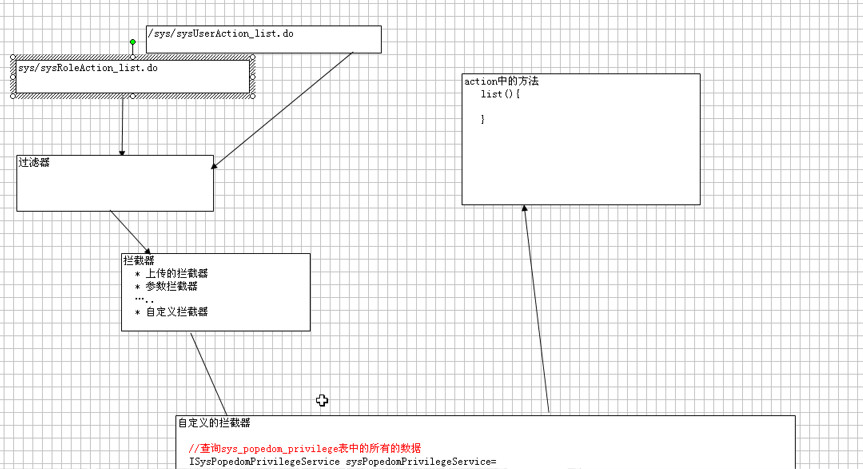 /sys/sysUserAction_list.do
sys/sysRoleAction_list.do
action中的方法
list(){
}
过滤器
拦截器
* 上传的拦截器
* 参数拦截器
…..
* 自定义拦截器
自定义的拦截器
//查询sys_popedom_privilege表中的所有的数据
ISysPopedomPrivilegeService sysPopedomPrivilegeService=